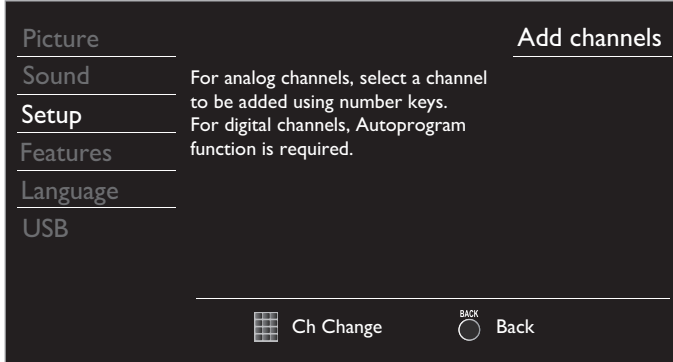 Add channels
Picture
Sound
Setup
Features
Language
USB
For analog channels, select a channel
to be added using number keys.
For digital channels, Autoprogram
function is required.
Ch Change
BACK
Back